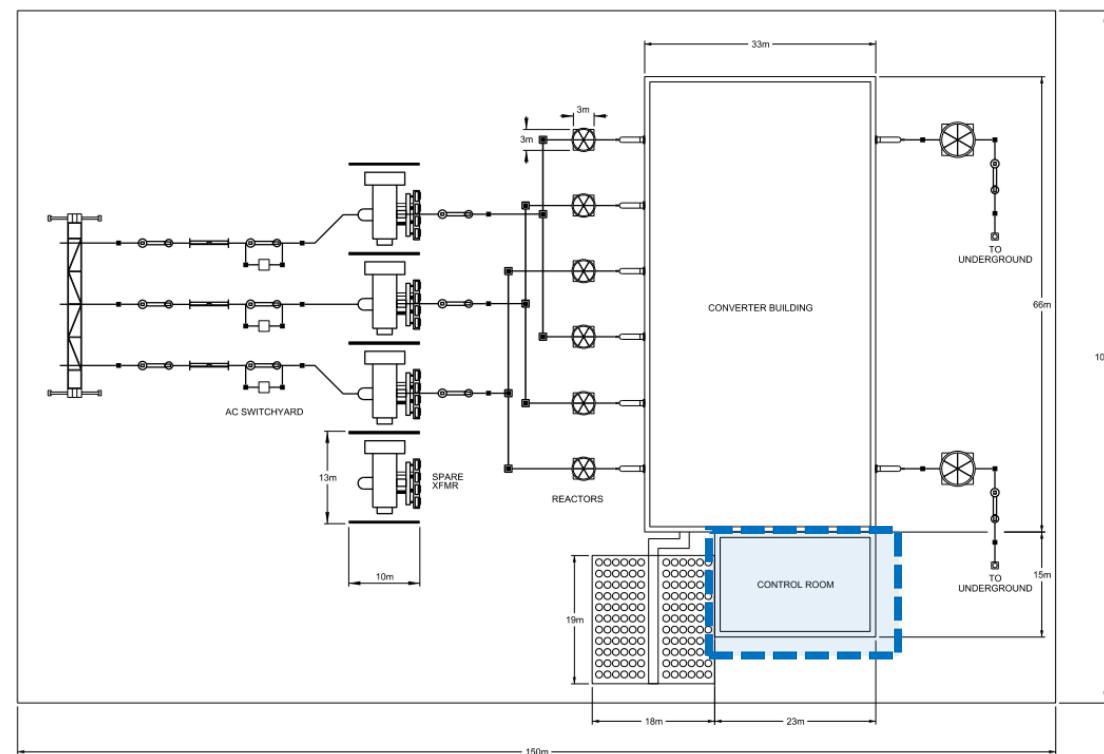 33m
3m
3m
TO
UNDERGROUND
CONVERTER BUILDING
66m
10
AC SWITCHYARD
13m
SPARE
XFMR
REACTORS
10m
CONTROL ROOM
TO
UNDERGROUND
15m
19m
18m
23m
150m